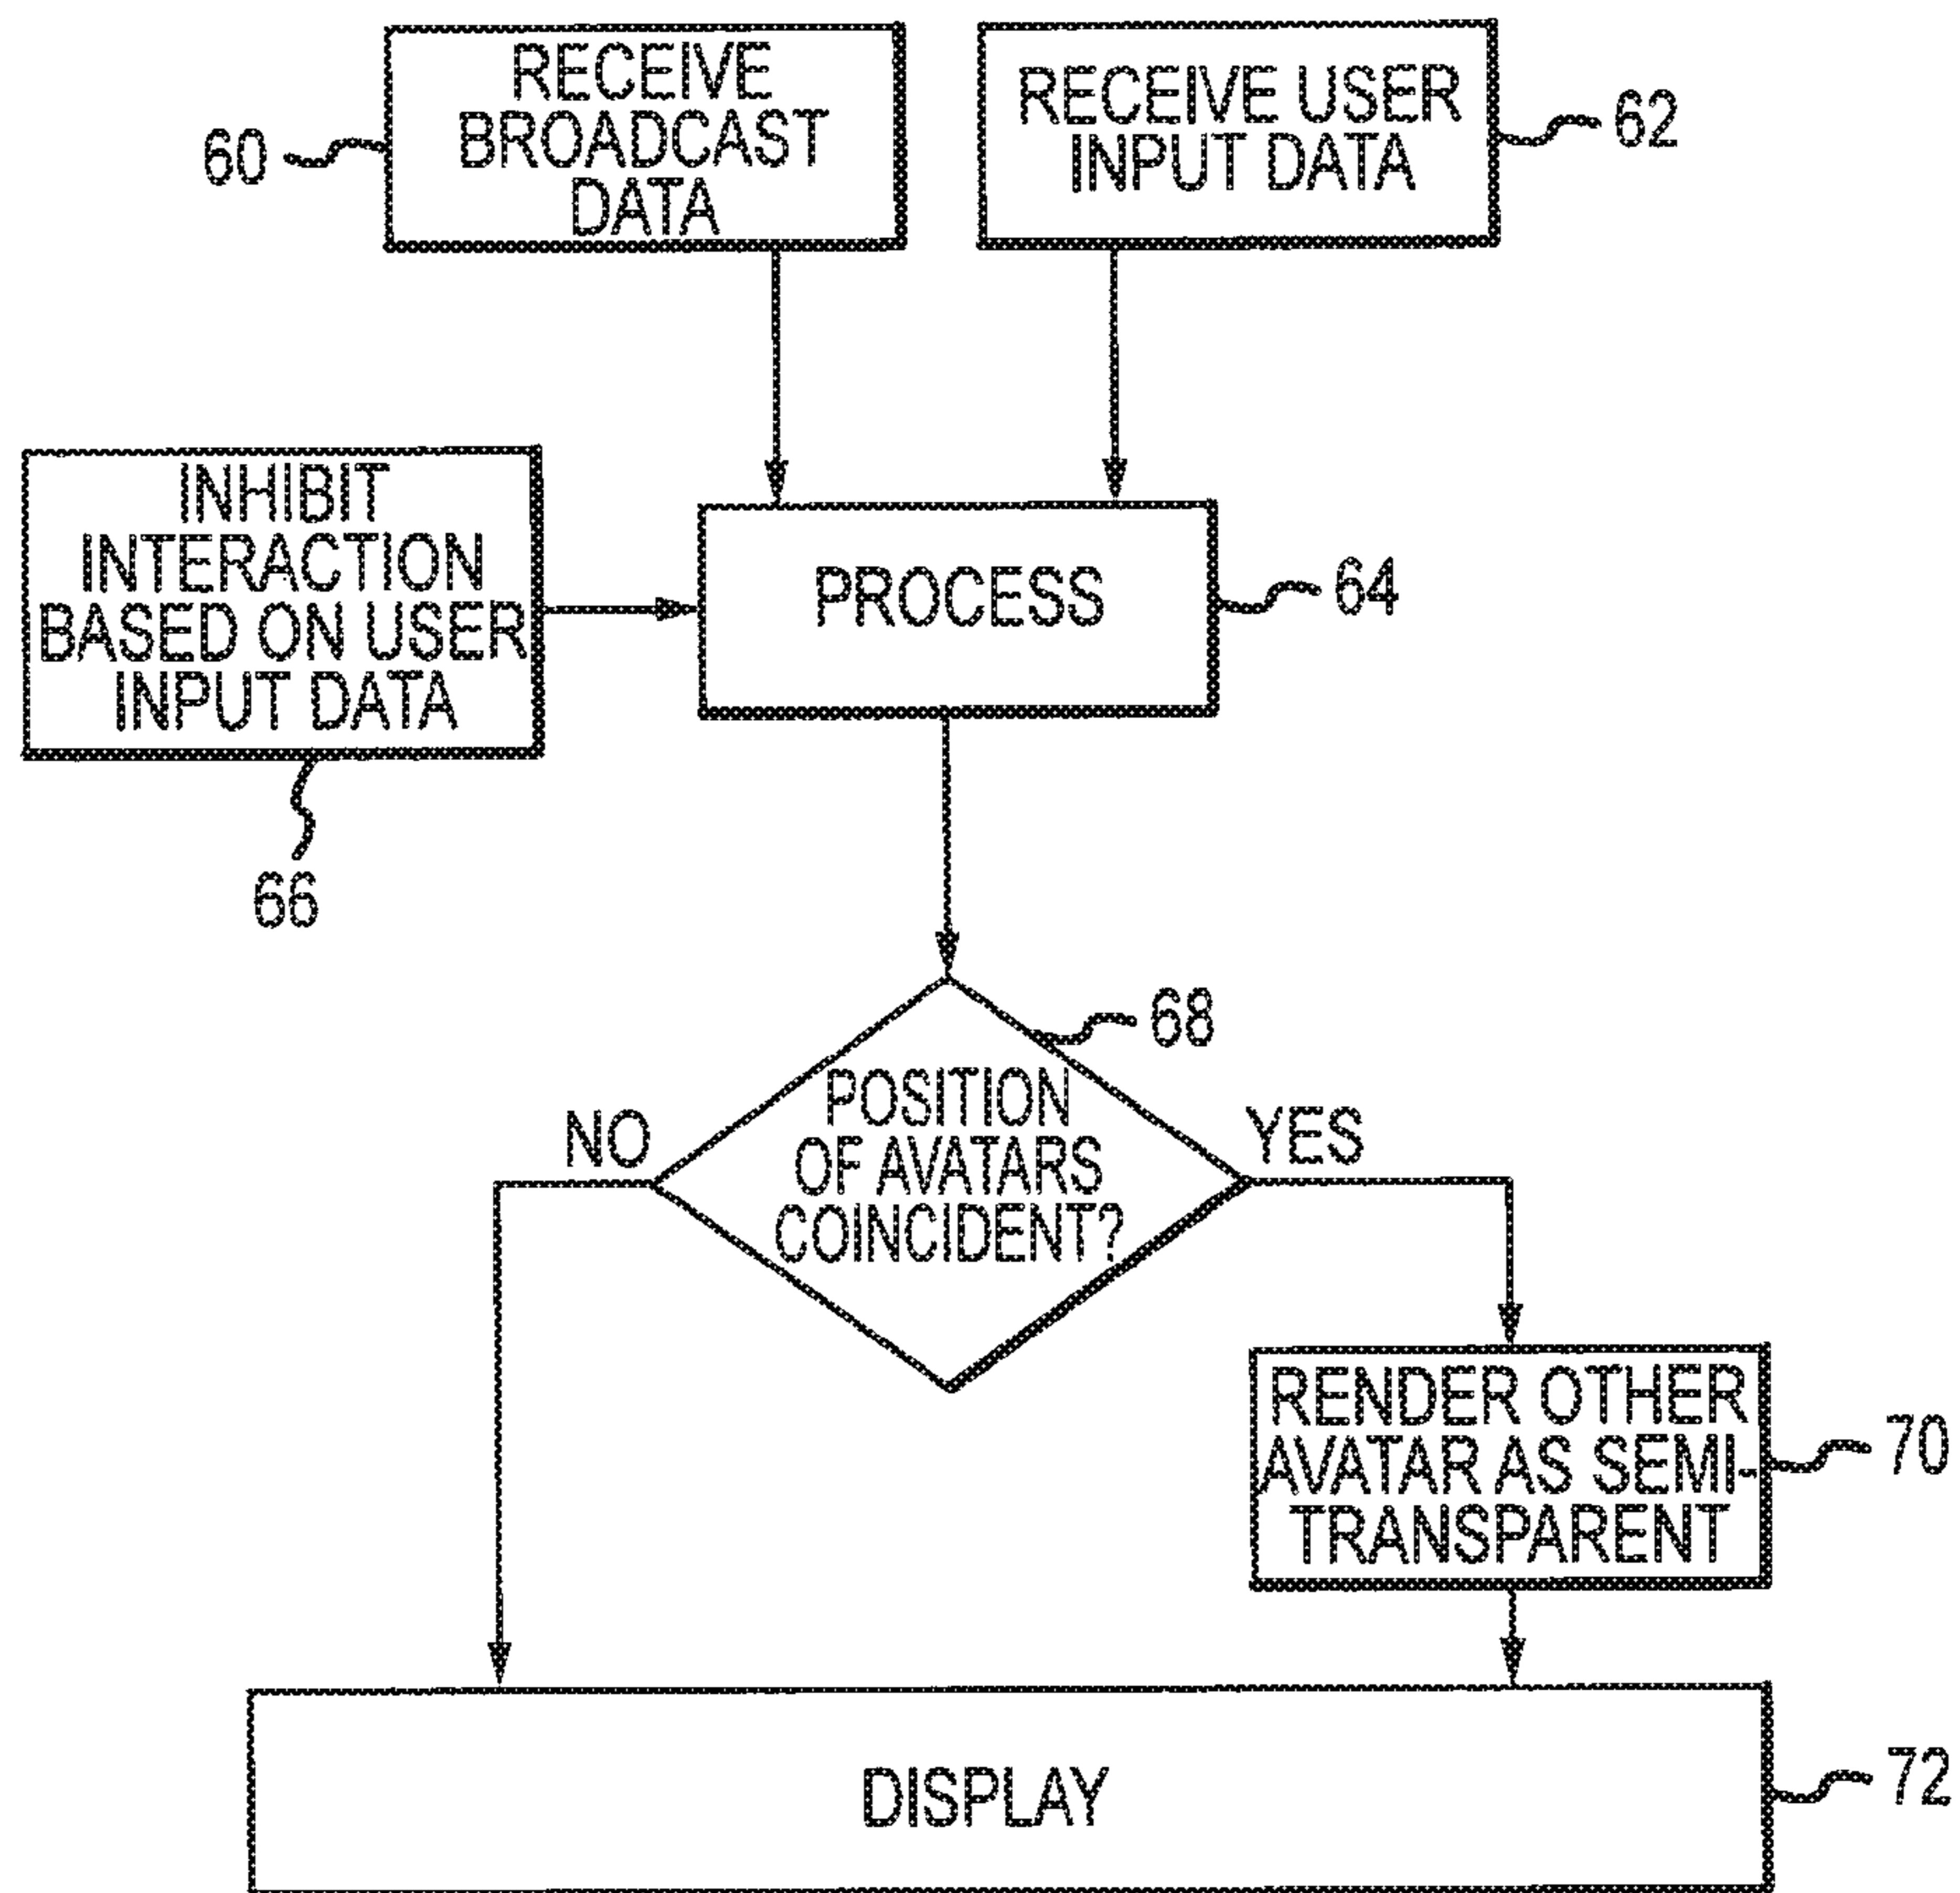 RECEIVE
BROADCAST
DATA
60
RECEIVE USER
INPUT DATA
62
INHIBIT
INTERACTION
BASED ON USER
INPUT DATA
66
PROCESS
64
68
POSITION
OF AVATARS
COINCIDENT?
NO
YES
RENDER OTHER
AVATAR AS SEMI-
TRANSPARENT
70
DISPLAY
72